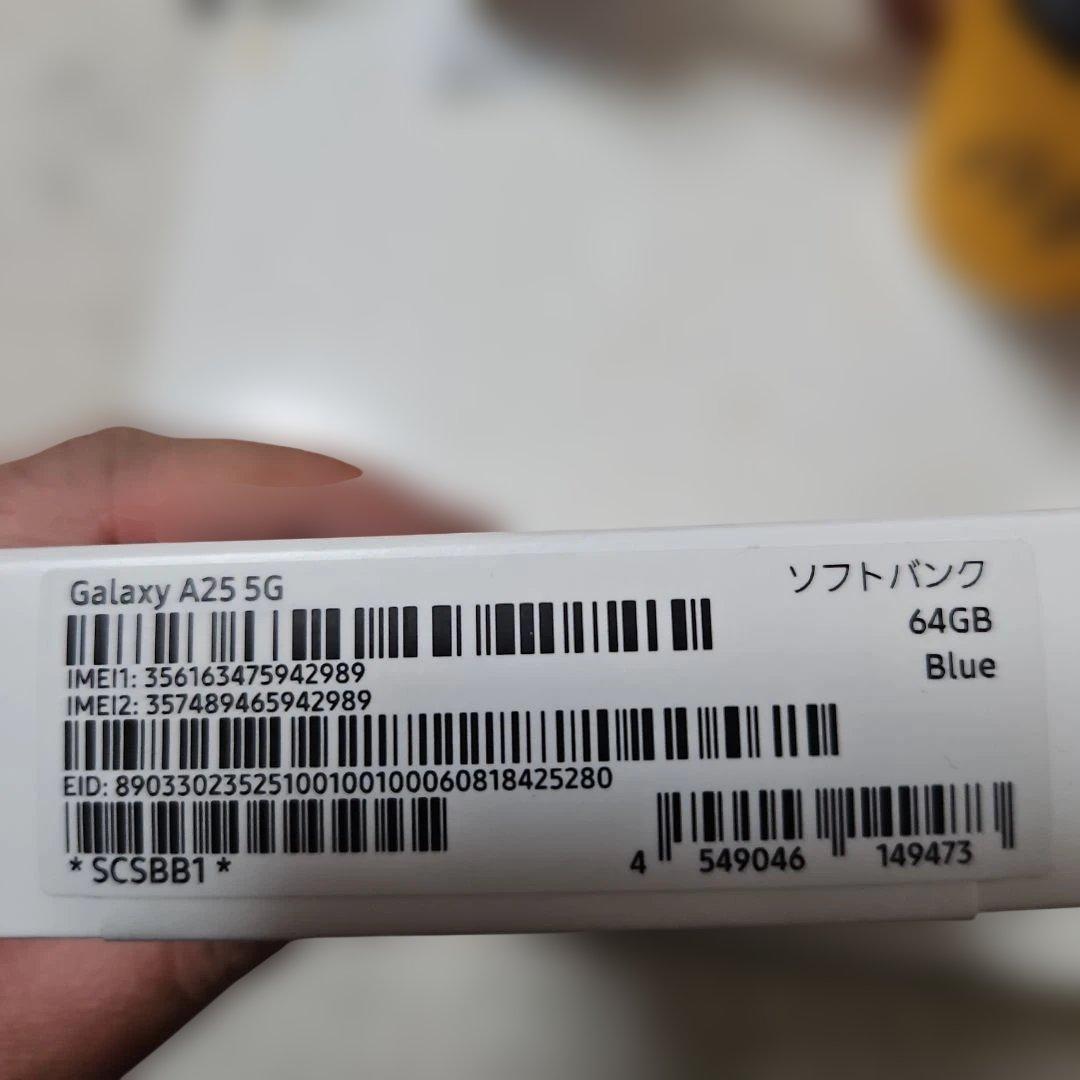 Galaxy A25 5G
ソフトバンク
64GB
Blue
IMEI1: 356163475942989
IMEI2: 357489465942989
EID: 89033023525100100100060818425280
* SCSBB1 *
4 549046 149473